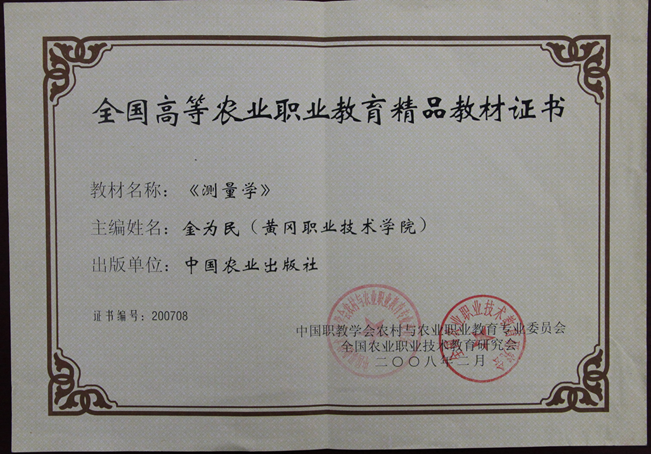 全国高等农业职业教育精品教材证书
教材名称：《测量学》
主编姓名：金为民（黄冈职业技术学院）
出版单位：中国农业出版社
证书编号：200708
中国职教学会农村与农业职业教育专业委员会
全国农业职业技术教育研究会
二〇〇八年二月